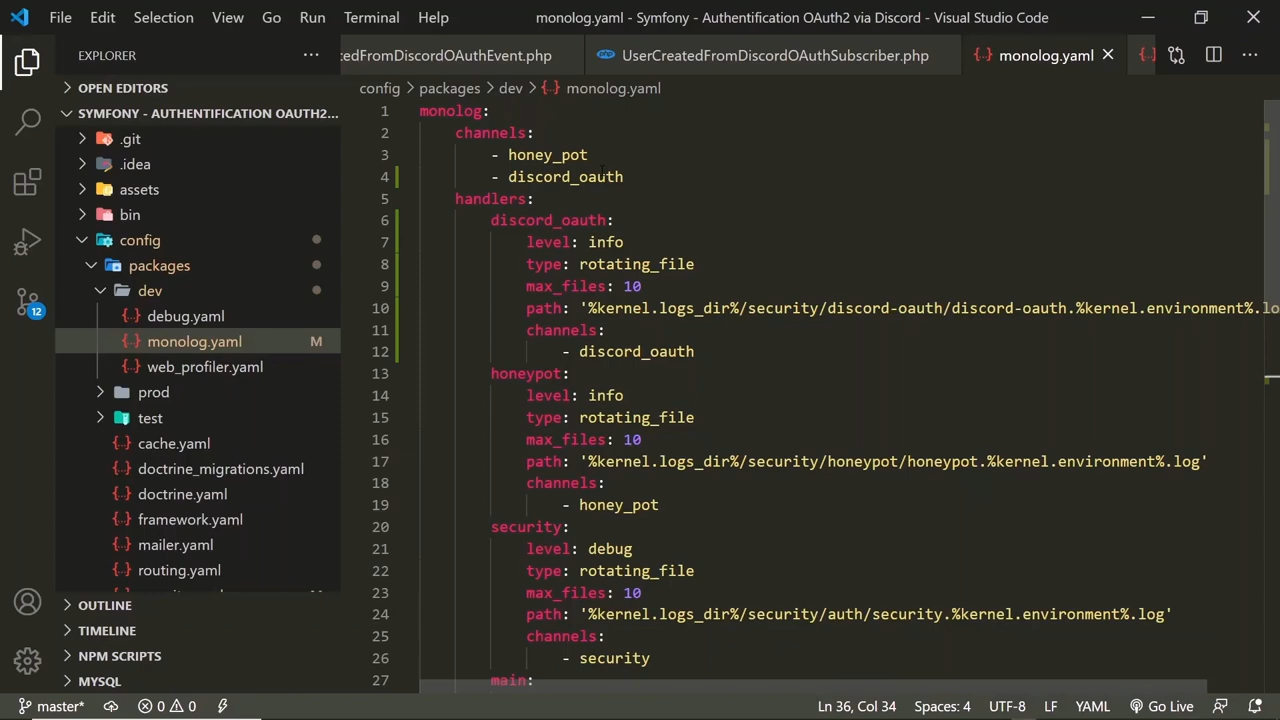 File Edit Selection View Go Run Terminal Help monolog.yaml - Symfony - Authentification OAuth2 via Discord - Visual Studio Code
EXPLORER
OPEN EDITORS
SYMFONY - AUTHENTIFICATION OAUTH2...
.git
.idea
assets
bin
config
packages
dev
debug.yaml
monolog.yaml M
web_profiler.yaml
prod
test
cache.yaml
doctrine_migrations.yaml
doctrine.yaml
framework.yaml
mailer.yaml
routing.yaml
OUTLINE
TIMELINE
NPM SCRIPTS
MYSQL
12
tedFromDiscordOAuthEvent.php UserCreatedFromDiscordOAuthSubscriber.php monolog.yaml
config > packages > dev > monolog.yaml
1 monolog:
2 channels:
3 - honey_pot
4 - discord_oauth
5 handlers:
6 discord_oauth:
7 level: info
8 type: rotating_file
9 max_files: 10
10 path: '%kernel.logs_dir%/security/discord-oauth/discord-oauth.%kernel.environment%.lo
11 channels:
12 - discord_oauth
13 honeypot:
14 level: info
15 type: rotating_file
16 max_files: 10
17 path: '%kernel.logs_dir%/security/honeypot/honeypot.%kernel.environment%.log'
18 channels:
19 - honey_pot
20 security:
21 level: debug
22 type: rotating_file
23 max_files: 10
24 path: '%kernel.logs_dir%/security/auth/security.%kernel.environment%.log'
25 channels:
26 - security
27 main:
master* 0 0 Ln 36, Col 34 Spaces: 4 UTF-8 LF YAML Go Live